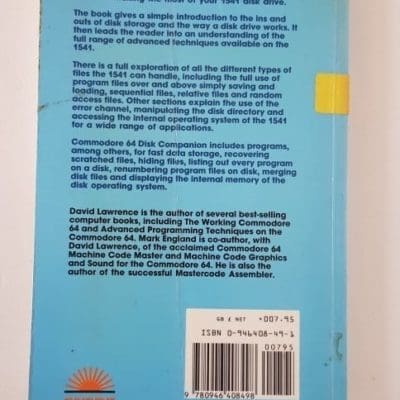 the most of your 1541 disk drive.
The book gives a simple introduction to the ins and
outs of disk storage and the way a disk drive works. It
then leads the reader into an understanding of the
full range of advanced techniques available on the
1541.
There is a full exploration of all the different types of
files the 1541 can handle, including the full use of
program files over and above simply saving and
loading, sequential files, relative files and random
access files. Other sections explain the use of the
error channel, manipulating the disk directory and
accessing the internal operating system of the 1541
for a wide range of applications.
Commodore 64 Disk Companion includes programs,
among others, for fast data storage, recovering
scratched files, hiding files, listing out every program
on a disk, renumbering program files on disk, merging
disk files and displaying the internal memory of the
disk operating system.
David Lawrence is the author of several best-selling
computer books, including The Working Commodore
64 and Advanced Programming Techniques on the
Commodore 64. Mark England is co-author, with
David Lawrence, of the acclaimed Commodore 64
Machine Code Master and Machine Code Graphics
and Sound for the Commodore 64. He is also the
author of the successful Mastercode Assembler.
GB £ NET +007.95
ISBN 0-946408-49-1
00795
9 780946 408498